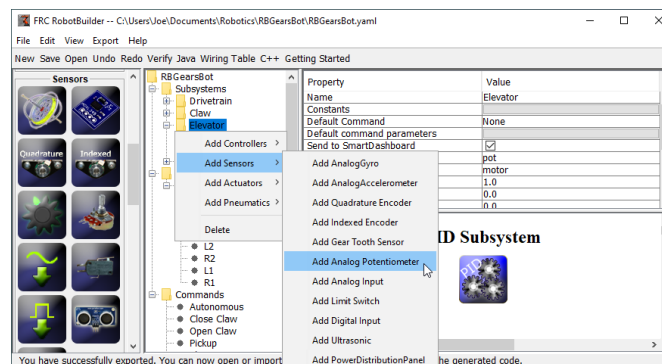 FRC RobotBuilder -- C:\Users\Joe\Documents\Robotics\RBGearsBot\RBGearsBot.yaml
File Edit View Export Help
New Save Open Undo Redo Verify Java Wiring Table C++ Getting Started
Sensors
Quadrature
Indexed
RBGearsBot
Subsystems
Drivetrain
Claw
Elevator
Add Controllers >
Add Sensors >
Add Actuators >
Add Pneumatics >
Delete
L2
R2
L1
R1
Commands
Autonomous
Close Claw
Open Claw
Pickup
Add AnalogGyro
Add AnalogAccelerometer
Add Quadrature Encoder
Add Indexed Encoder
Add Gear Tooth Sensor
Add Analog Potentiometer
Add Analog Input
Add Limit Switch
Add Digital Input
Add Ultrasonic
Add PowerDistributionPanel
Property Value
Name Elevator
Constants
Default Command None
Default command parameters
Send to SmartDashboard
pot
motor
1.0
0.0
0.0
ID Subsystem
PID
You have successfully exported. You can now open or import
he generated code.